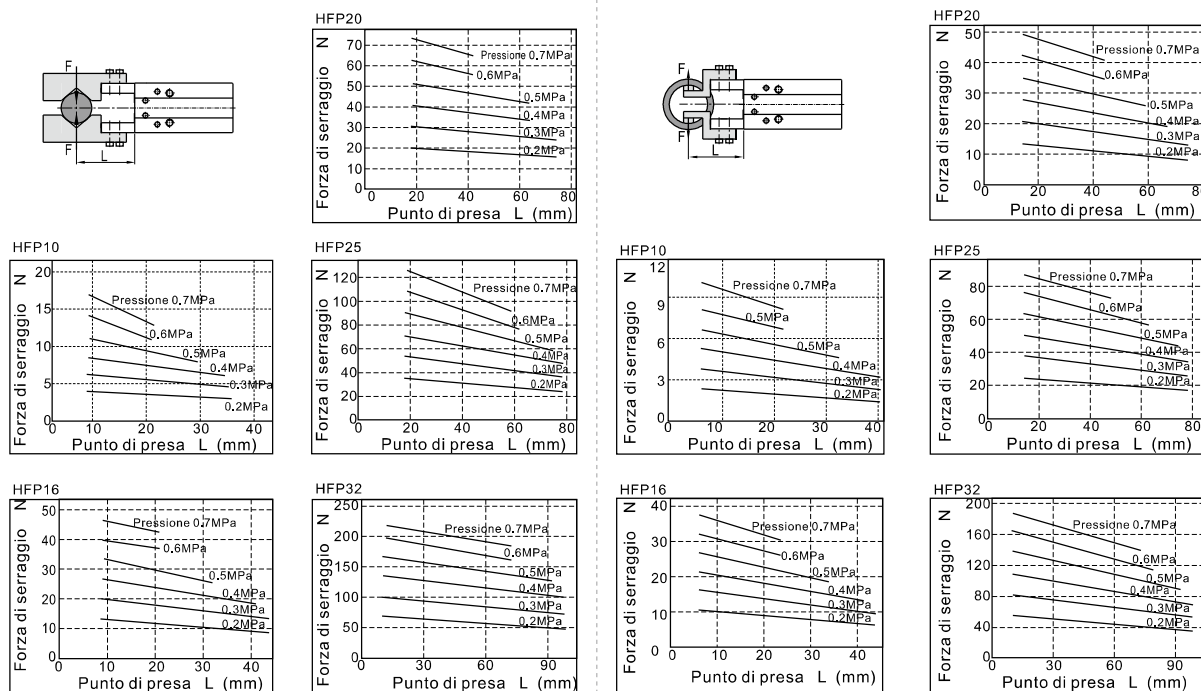 F
F
L
HFP20
Forza di serraggio N
70
60
50
40
30
20
10
0
Pressione 0.7MPa
0.6MPa
0.5MPa
0.4MPa
0.3MPa
0.2MPa
0 20 40 60 80
Punto di presa L (mm)
HFP10
Forza di serraggio N
20
15
10
5
0
Pressione 0.7MPa
0.6MPa
0.5MPa
0.4MPa
0.3MPa
0.2MPa
0 10 20 30 40
Punto di presa L (mm)
HFP25
Forza di serraggio N
120
100
80
60
40
20
0
Pressione 0.7MPa
0.6MPa
0.5MPa
0.4MPa
0.3MPa
0.2MPa
0 20 40 60 80
Punto di presa L (mm)
HFP16
Forza di serraggio N
50
40
30
20
10
0
Pressione 0.7MPa
0.6MPa
0.5MPa
0.4MPa
0.3MPa
0.2MPa
0 10 20 30 40
Punto di presa L (mm)
HFP32
Forza di serraggio N
250
200
150
100
50
0
Pressione 0.7MPa
0.6MPa
0.5MPa
0.4MPa
0.3MPa
0.2MPa
0 30 60 90
Punto di presa L (mm)
F
F
L
HFP20
Forza di serraggio N
50
40
30
20
10
0
Pressione 0.7MPa
0.6MPa
0.5MPa
0.4MPa
0.3MPa
0.2MPa
0 20 40 60
Punto di presa L (mm)
HFP10
Forza di serraggio N
12
9
6
3
0
Pressione 0.7MPa
0.5MPa
0.5MPa
0.4MPa
0.3MPa
0.2MPa
0 10 20 30 40
Punto di presa L (mm)
HFP25
Forza di serraggio N
80
60
40
20
0
Pressione 0.7MPa
0.6MPa
0.5MPa
0.4MPa
0.3MPa
0.2MPa
0 20 40 60 80
Punto di presa L (mm)
HFP16
Forza di serraggio N
40
30
20
10
0
Pressione 0.7MPa
0.6MPa
0.5MPa
0.4MPa
0.3MPa
0.2MPa
0 10 20 30 40
Punto di presa L (mm)
HFP32
Forza di serraggio N
200
160
120
80
40
0
Pressione 0.7MPa
0.6MPa
0.5MPa
0.4MPa
0.3MPa
0.2MPa
0 30 60 90
Punto di presa L (mm)